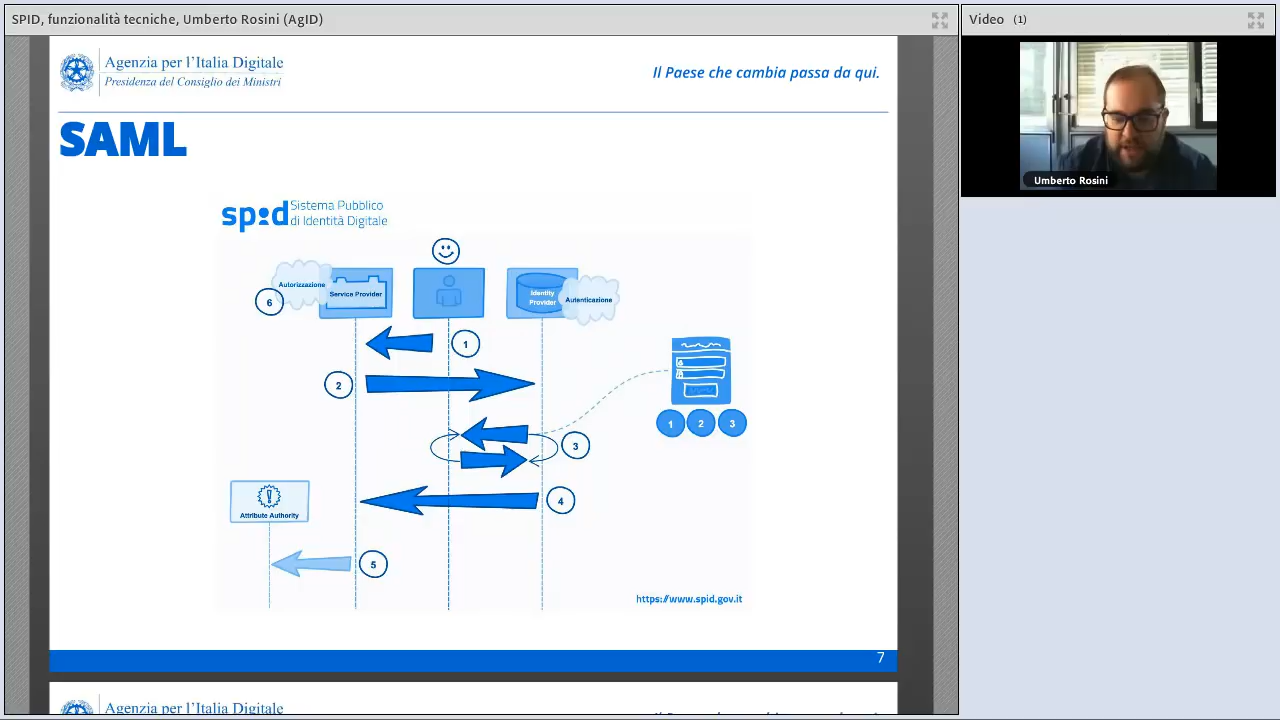 SPID, funzionalità tecniche, Umberto Rosini (AgID)
Video (1)
Agenzia per l'Italia Digitale
Presidenza del Consiglio dei Ministri
Il Paese che cambia passa da qui.
Umberto Rosini
SAML
spid Sistema Pubblico
di Identità Digitale
Autorizzazione
6
Service Provider
Identity
Provider
Autenticazione
1
2
3
4
1 2 3
Attribute Authority
5
https://www.spid.gov.it
7
Agenzia per l'Italia Digitale